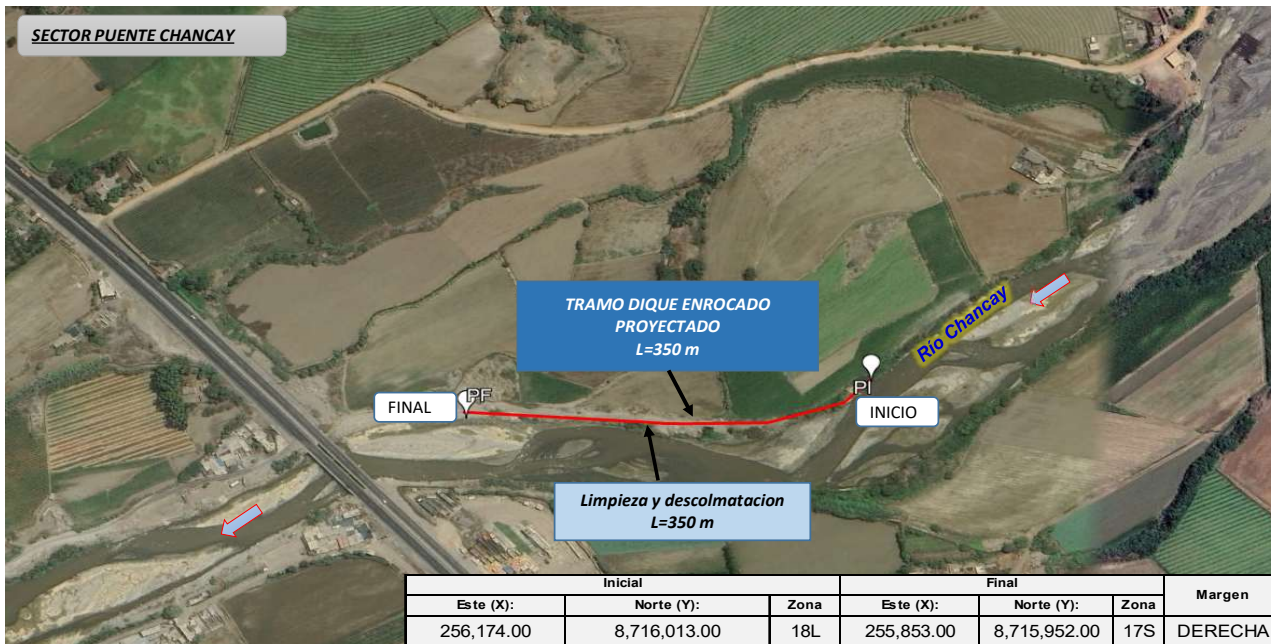 SECTOR PUENTE CHANCAY
TRAMO DIQUE ENROCADO
PROYECTADO
L=350 m
Río Chancay
PI
INICIO
PF
FINAL
Limpieza y descolmatacion
L=350 m
Inicial Final Margen
Este (X): Norte (Y): Zona Este (X): Norte (Y): Zona
256,174.00 8,716,013.00 18L 255,853.00 8,715,952.00 17S DERECHA